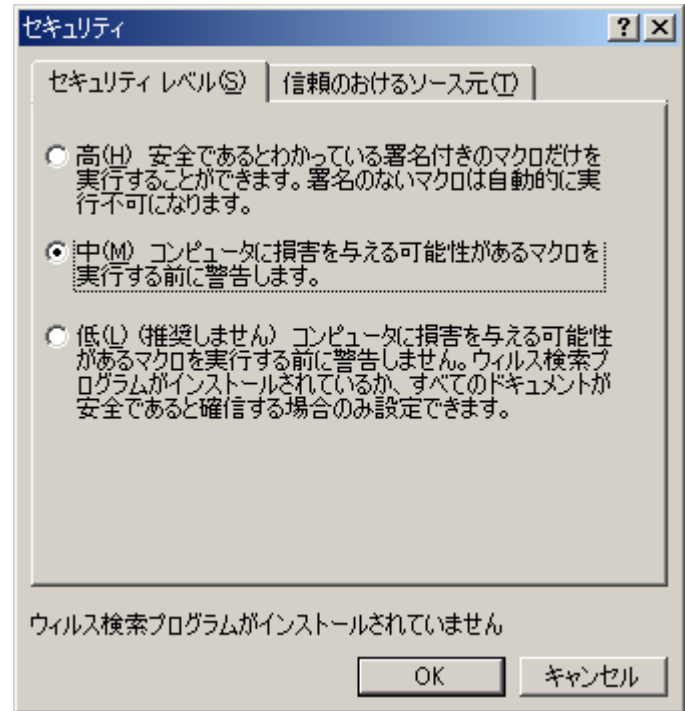 セキュリティ
セキュリティ レベル(S)
信頼のおけるソース元(T)
高(H) 安全であるとわかっている署名付きのマクロだけを
実行することができます。署名のないマクロは自動的に実
行不可になります。
中(M) コンピュータに損害を与える可能性があるマクロを
実行する前に警告します。
低(L) (推奨しません) コンピュータに損害を与える可能性
があるマクロを実行する前に警告しません。ウィルス検索プ
ログラムがインストールされているか、すべてのドキュメントが
安全であると確信する場合のみ設定できます。
ウィルス検索プログラムがインストールされていません
OK
キャンセル